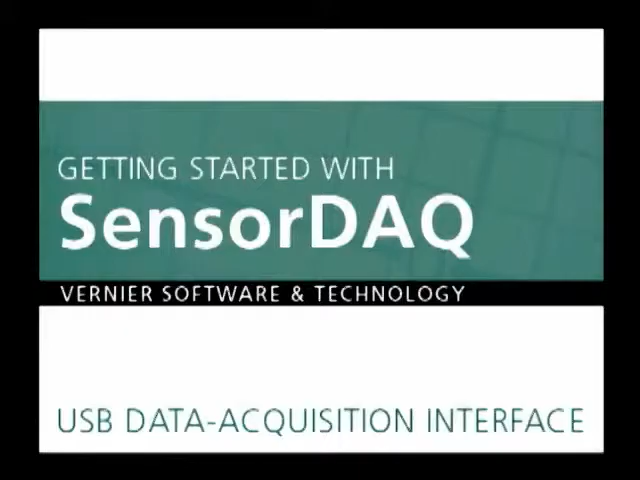 GETTING STARTED WITH
SensorDAQ
VERNIER SOFTWARE & TECHNOLOGY
USB DATA-ACQUISITION INTERFACE